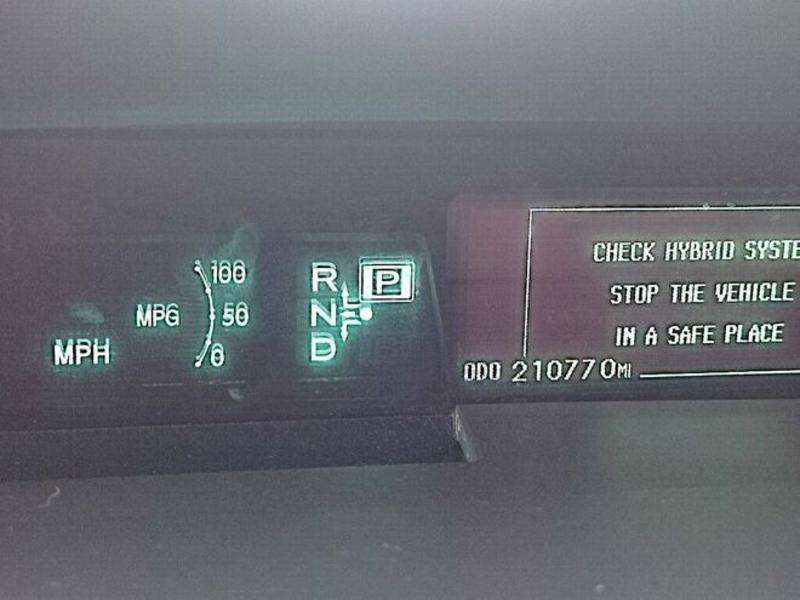 100
MPG 50
MPH 0
R P
N
D
CHECK HYBRID SYSTE
STOP THE VEHICLE
IN A SAFE PLACE
ODO 210770MI